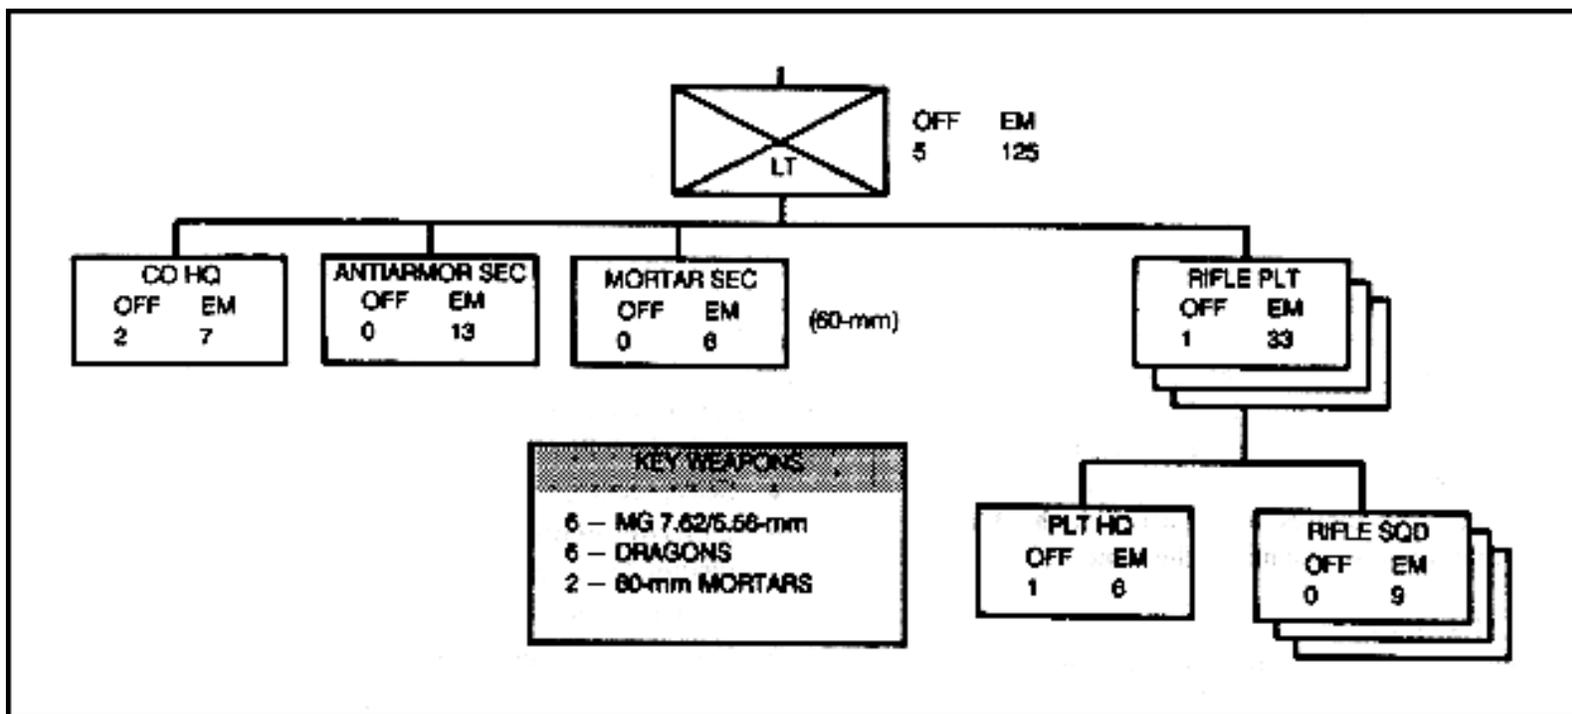 OFF EM
5 125
LT
CO HQ
OFF EM
2 7
ANTIARMOR SEC
OFF EM
0 13
MORTAR SEC
OFF EM
0 6
(60-mm)
RIFLE PLT
OFF EM
1 33
KEY WEAPONS
6 — MG 7.62/5.56-mm
6 — DRAGONS
2 — 60-mm MORTARS
PLT HQ
OFF EM
1 6
RIFLE SQD
OFF EM
0 9